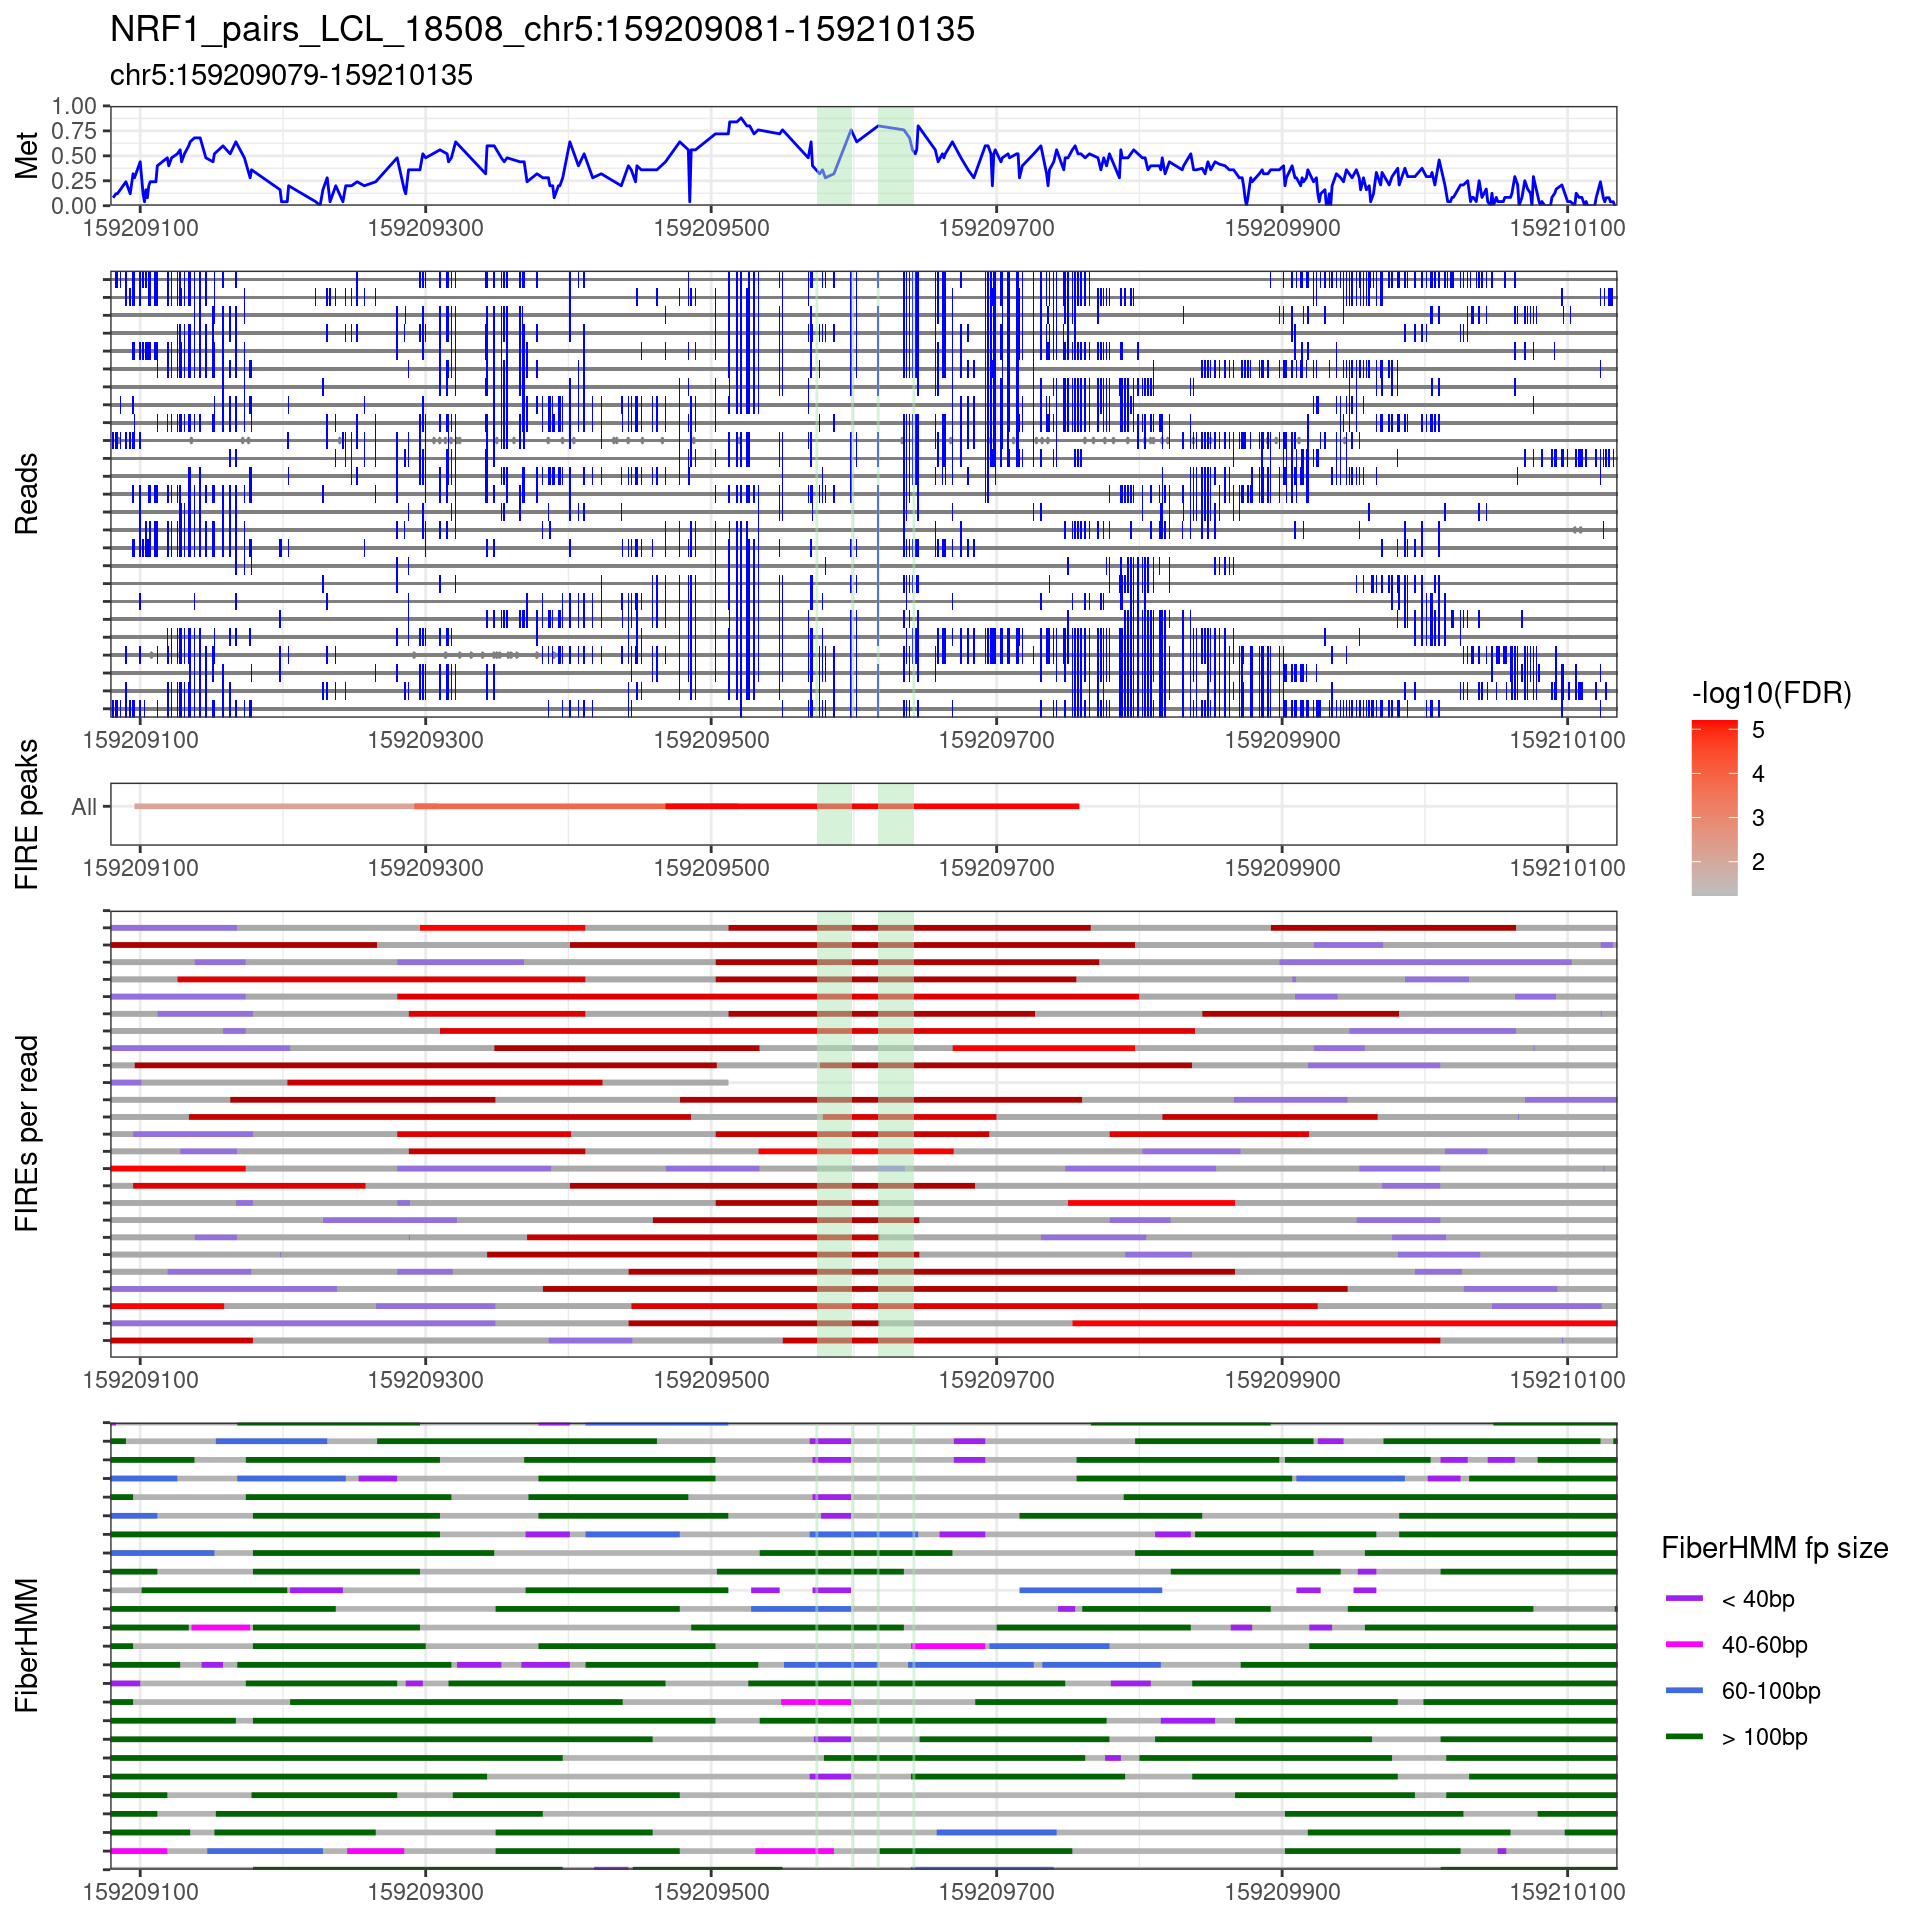 NRF1_pairs_LCL_18508_chr5:159209081-159210135
chr5:159209079-159210135
Met
1.00
0.75
0.50
0.25
0.00
159209100 159209300 159209500 159209700 159209900 159210100
Reads
159209100 159209300 159209500 159209700 159209900 159210100
FIRE peaks
All
159209100 159209300 159209500 159209700 159209900 159210100
-log10(FDR)
5
4
3
2
FIREs per read
159209100 159209300 159209500 159209700 159209900 159210100
FiberHMM
159209100 159209300 159209500 159209700 159209900 159210100
FiberHMM fp size
< 40bp
40-60bp
60-100bp
> 100bp